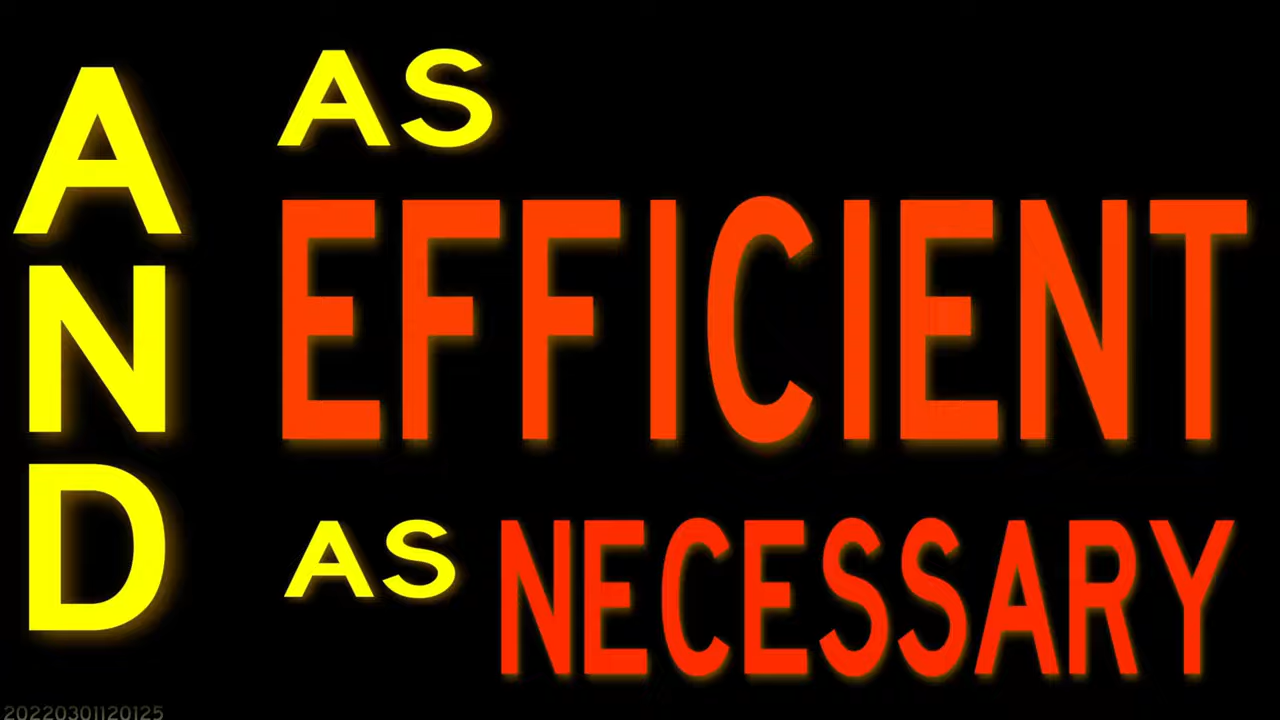 AND
AS
EFFICIENT
AS NECESSARY
20220301120125